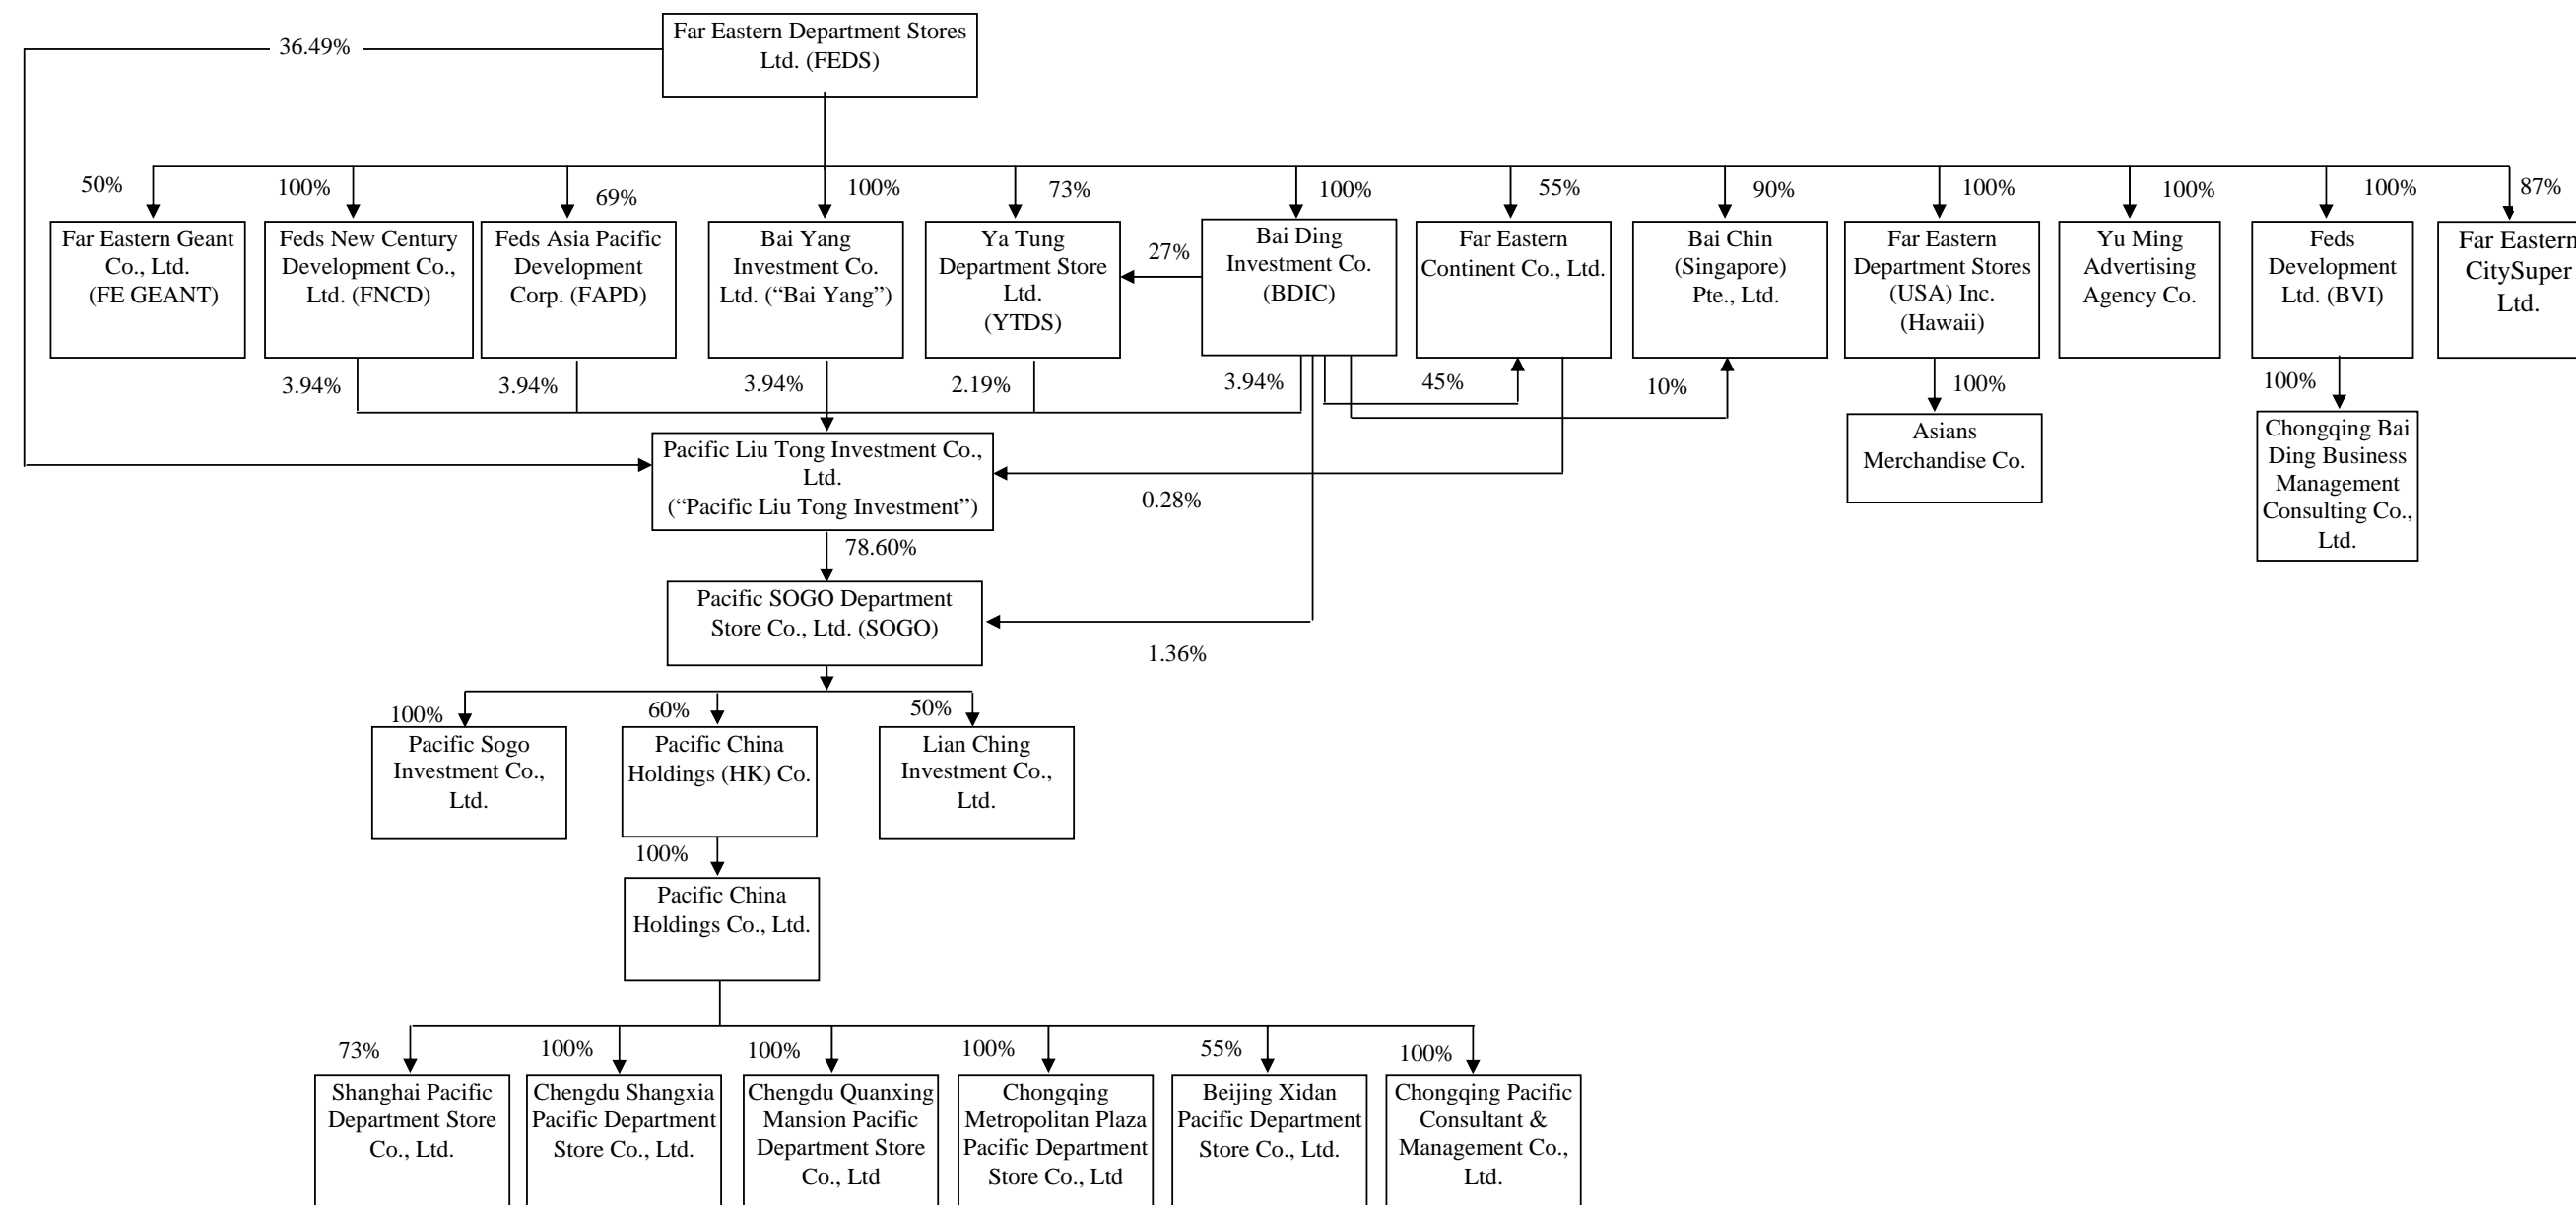 Far Eastern Department Stores
Ltd. (FEDS)
36.49%
50%
100%
69%
100%
73%
100%
55%
90%
100%
100%
100%
87%
Far Eastern Geant
Co., Ltd.
(FE GEANT)
Feds New Century
Development Co.,
Ltd. (FNCD)
Feds Asia Pacific
Development
Corp. (FAPD)
Bai Yang
Investment Co.
Ltd. (“Bai Yang”)
Ya Tung
Department Store
Ltd.
(YTDS)
27%
Bai Ding
Investment Co.
(BDIC)
Far Eastern
Continent Co., Ltd.
Bai Chin
(Singapore)
Pte., Ltd.
Far Eastern
Department Stores
(USA) Inc.
(Hawaii)
Yu Ming
Advertising
Agency Co.
Feds
Development
Ltd. (BVI)
Far Eastern
CitySuper
Ltd.
3.94%
3.94%
3.94%
2.19%
3.94%
45%
10%
100%
100%
Pacific Liu Tong Investment Co.,
Ltd.
(“Pacific Liu Tong Investment”)
0.28%
Asians
Merchandise Co.
Chongqing Bai
Ding Business
Management
Consulting Co.,
Ltd.
78.60%
Pacific SOGO Department
Store Co., Ltd. (SOGO)
1.36%
100%
60%
50%
Pacific Sogo
Investment Co.,
Ltd.
Pacific China
Holdings (HK) Co.
Lian Ching
Investment Co.,
Ltd.
100%
Pacific China
Holdings Co., Ltd.
73%
100%
100%
100%
55%
100%
Shanghai Pacific
Department Store
Co., Ltd.
Chengdu Shangxia
Pacific Department
Store Co., Ltd.
Chengdu Quanxing
Mansion Pacific
Department Store
Co., Ltd
Chongqing
Metropolitan Plaza
Pacific Department
Store Co., Ltd
Beijing Xidan
Pacific Department
Store Co., Ltd.
Chongqing Pacific
Consultant &
Management Co.,
Ltd.